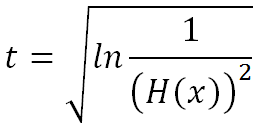 t = √(ln 1/(H(x))²)